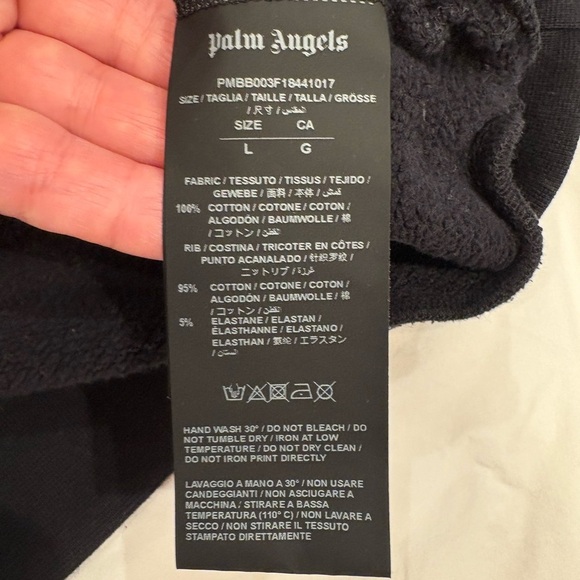 Palm Angels
PMBB003F18441017
SIZE / TAGLIA / TAILLE / TALLA / GRÖSSE
/ 尺寸 / المقاس /
SIZE CA
L G
FABRIC / TESSUTO / TISSUS / TEJIDO /
GEWEBE / 面料 / 本体 / قماش /
100% COTTON / COTONE / COTON /
ALGODÓN / BAUMWOLLE / 棉
/ コットン / القطن /
RIB / COSTINA / TRICOTER EN CÔTES /
PUNTO ACANALADO / 针织罗纹 /
ニットリブ /
95% COTTON / COTONE / COTON /
ALGODÓN / BAUMWOLLE / 棉
/ コットン / القطن /
5% ELASTANE / ELASTAN /
ÉLASTHANNE / ELASTANO /
ELASTHAN / 氨纶 / エラスタン
/
HAND WASH 30° / DO NOT BLEACH / DO
NOT TUMBLE DRY / IRON AT LOW
TEMPERATURE / DO NOT DRY CLEAN /
DO NOT IRON PRINT DIRECTLY
LAVAGGIO A MANO A 30° / NON USARE
CANDEGGIANTI / NON ASCIUGARE A
MACCHINA / STIRARE A BASSA
TEMPERATURA (110° C) / NON LAVARE A
SECCO / NON STIRARE IL TESSUTO
STAMPATO DIRETTAMENTE